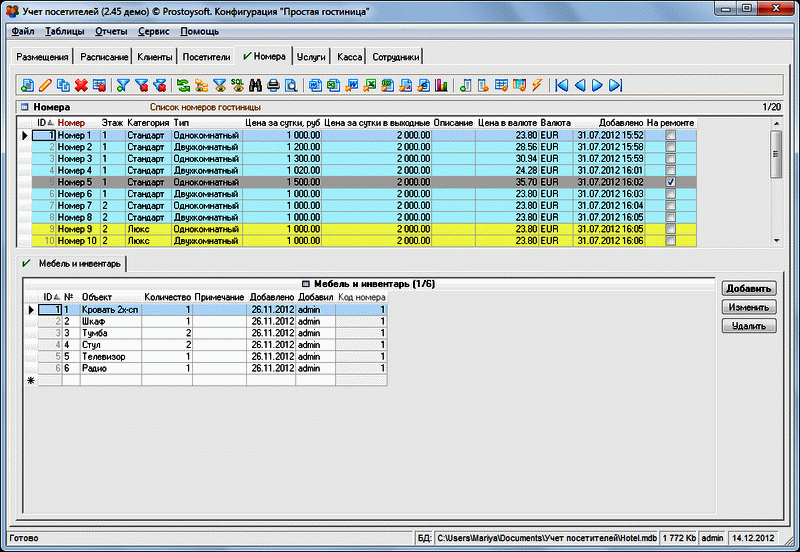 Учет посетителей (2.45 демо) © Prostoysoft. Конфигурация "Простая гостиница"
Файл Таблицы Отчеты Сервис Помощь
Размещения Расписание Клиенты Посетители Номера Услуги Касса Сотрудники
SQL
Номера Список номеров гостиницы 1/20
ID Номер Этаж Категория Тип Цена за сутки, руб Цена за сутки в выходные Описание Цена в валюте Валюта Добавлено На ремонте
1 Номер 1 1 Стандарт Однокомнатный 1 000.00 2 000.00 23.80 EUR 31.07.2012 15:52
2 Номер 2 1 Стандарт Двухкомнатный 1 200.00 2 000.00 28.56 EUR 31.07.2012 15:58
3 Номер 3 1 Стандарт Однокомнатный 1 300.00 2 000.00 30.94 EUR 31.07.2012 15:59
4 Номер 4 1 Стандарт Двухкомнатный 1 020.00 2 000.00 24.28 EUR 31.07.2012 16:01
5 Номер 5 1 Стандарт Однокомнатный 1 500.00 2 000.00 35.70 EUR 31.07.2012 16:02
6 Номер 6 1 Стандарт Двухкомнатный 1 000.00 2 000.00 23.80 EUR 31.07.2012 16:03
7 Номер 7 2 Стандарт Однокомнатный 1 000.00 2 000.00 23.80 EUR 31.07.2012 16:04
8 Номер 8 2 Стандарт Двухкомнатный 1 000.00 2 000.00 23.80 EUR 31.07.2012 16:05
9 Номер 9 2 Люкс Однокомнатный 1 000.00 2 000.00 23.80 EUR 31.07.2012 16:05
10 Номер 10 2 Люкс Двухкомнатный 1 000.00 2 000.00 23.80 EUR 31.07.2012 16:06
Мебель и инвентарь
Мебель и инвентарь (1/6)
ID № Объект Количество Примечание Добавлено Добавил Код номера
1 1 Кровать 2х-сп 1 26.11.2012 admin 1
2 2 Шкаф 1 26.11.2012 admin 1
3 3 Тумба 2 26.11.2012 admin 1
4 4 Стул 2 26.11.2012 admin 1
5 5 Телевизор 1 26.11.2012 admin 1
6 6 Радио 1 26.11.2012 admin 1
Добавить
Изменить
Удалить
Готово БД: C:\Users\Mariya\Documents\Учет посетителей\Hotel.mdb 1 772 Kb admin 14.12.2012